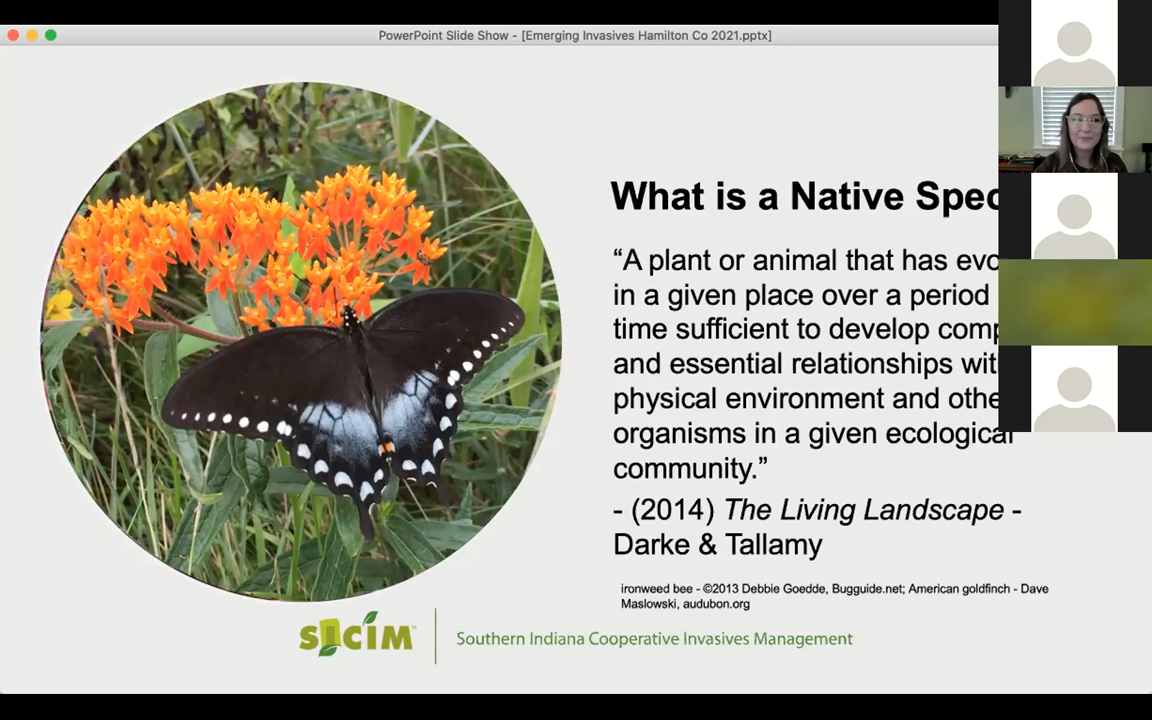 PowerPoint Slide Show - [Emerging Invasives Hamilton Co 2021.pptx]
What is a Native Spec
“A plant or animal that has evo
in a given place over a period
time sufficient to develop comp
and essential relationships wit
physical environment and othe
organisms in a given ecological
community.”
- (2014) The Living Landscape -
Darke & Tallamy
ironweed bee - ©2013 Debbie Goedde, Bugguide.net; American goldfinch - Dave
Maslowski, audubon.org
SICIM™
Southern Indiana Cooperative Invasives Management